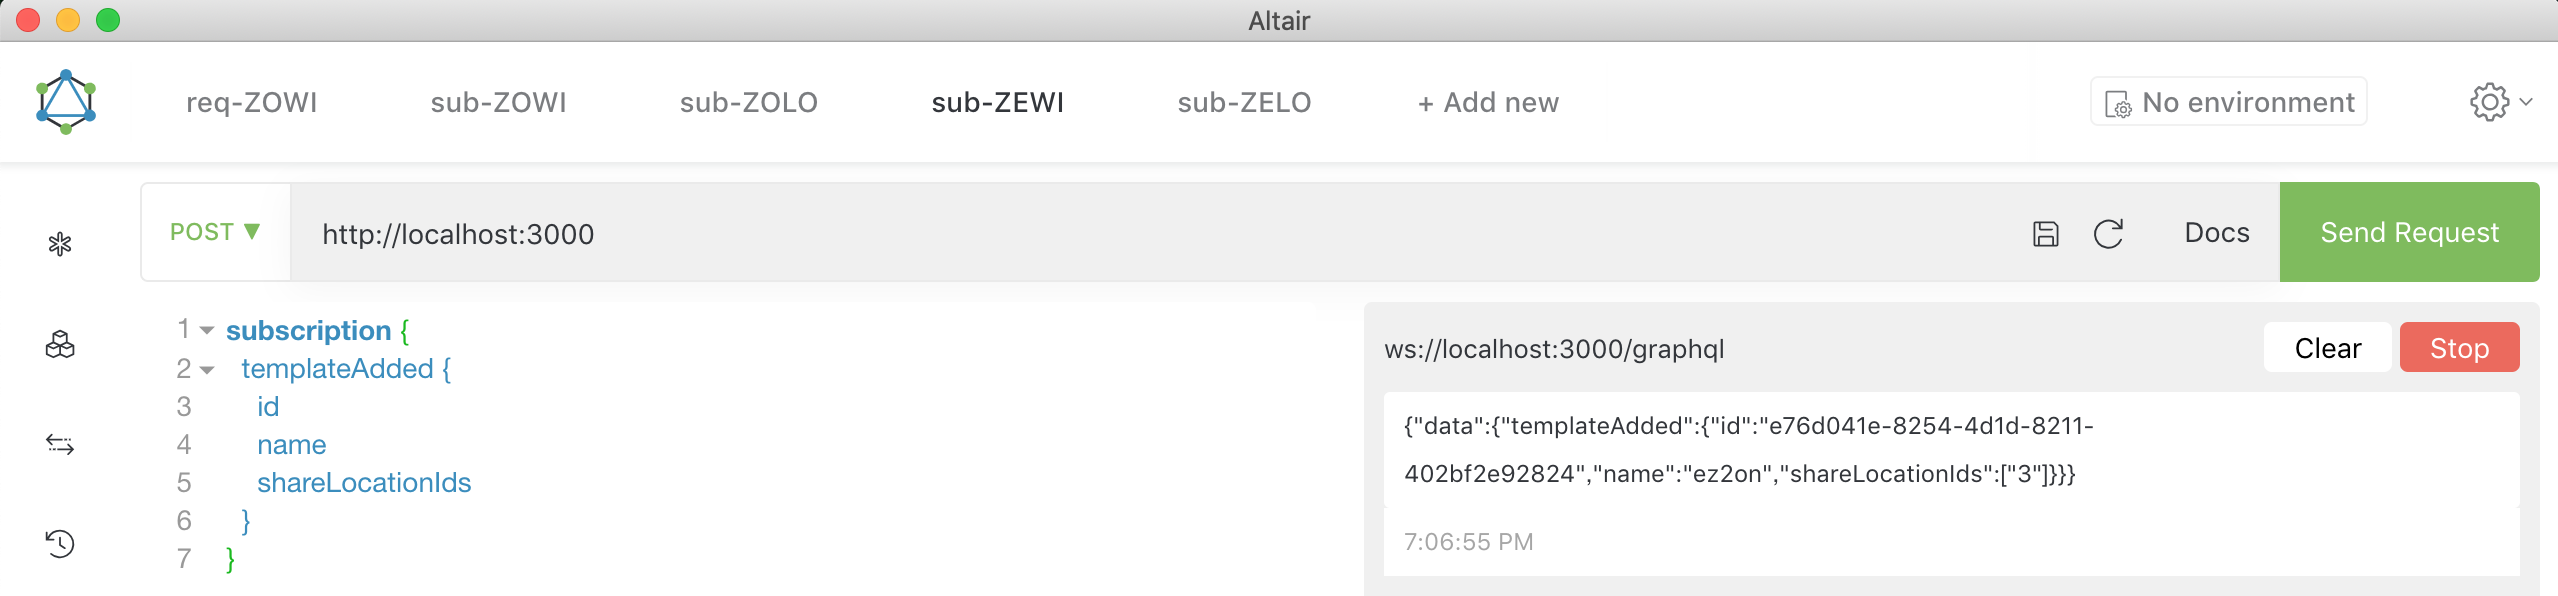 Altair
req-ZOWI sub-ZOWI sub-ZOLO sub-ZEWI sub-ZELO + Add new No environment
POST ▼ http://localhost:3000 Docs Send Request
1 subscription {
2 templateAdded {
3 id
4 name
5 shareLocationIds
6 }
7 }
ws://localhost:3000/graphql Clear Stop
{"data":{"templateAdded":{"id":"e76d041e-8254-4d1d-8211-
402bf2e92824","name":"ez2on","shareLocationIds":["3"]}}}
7:06:55 PM